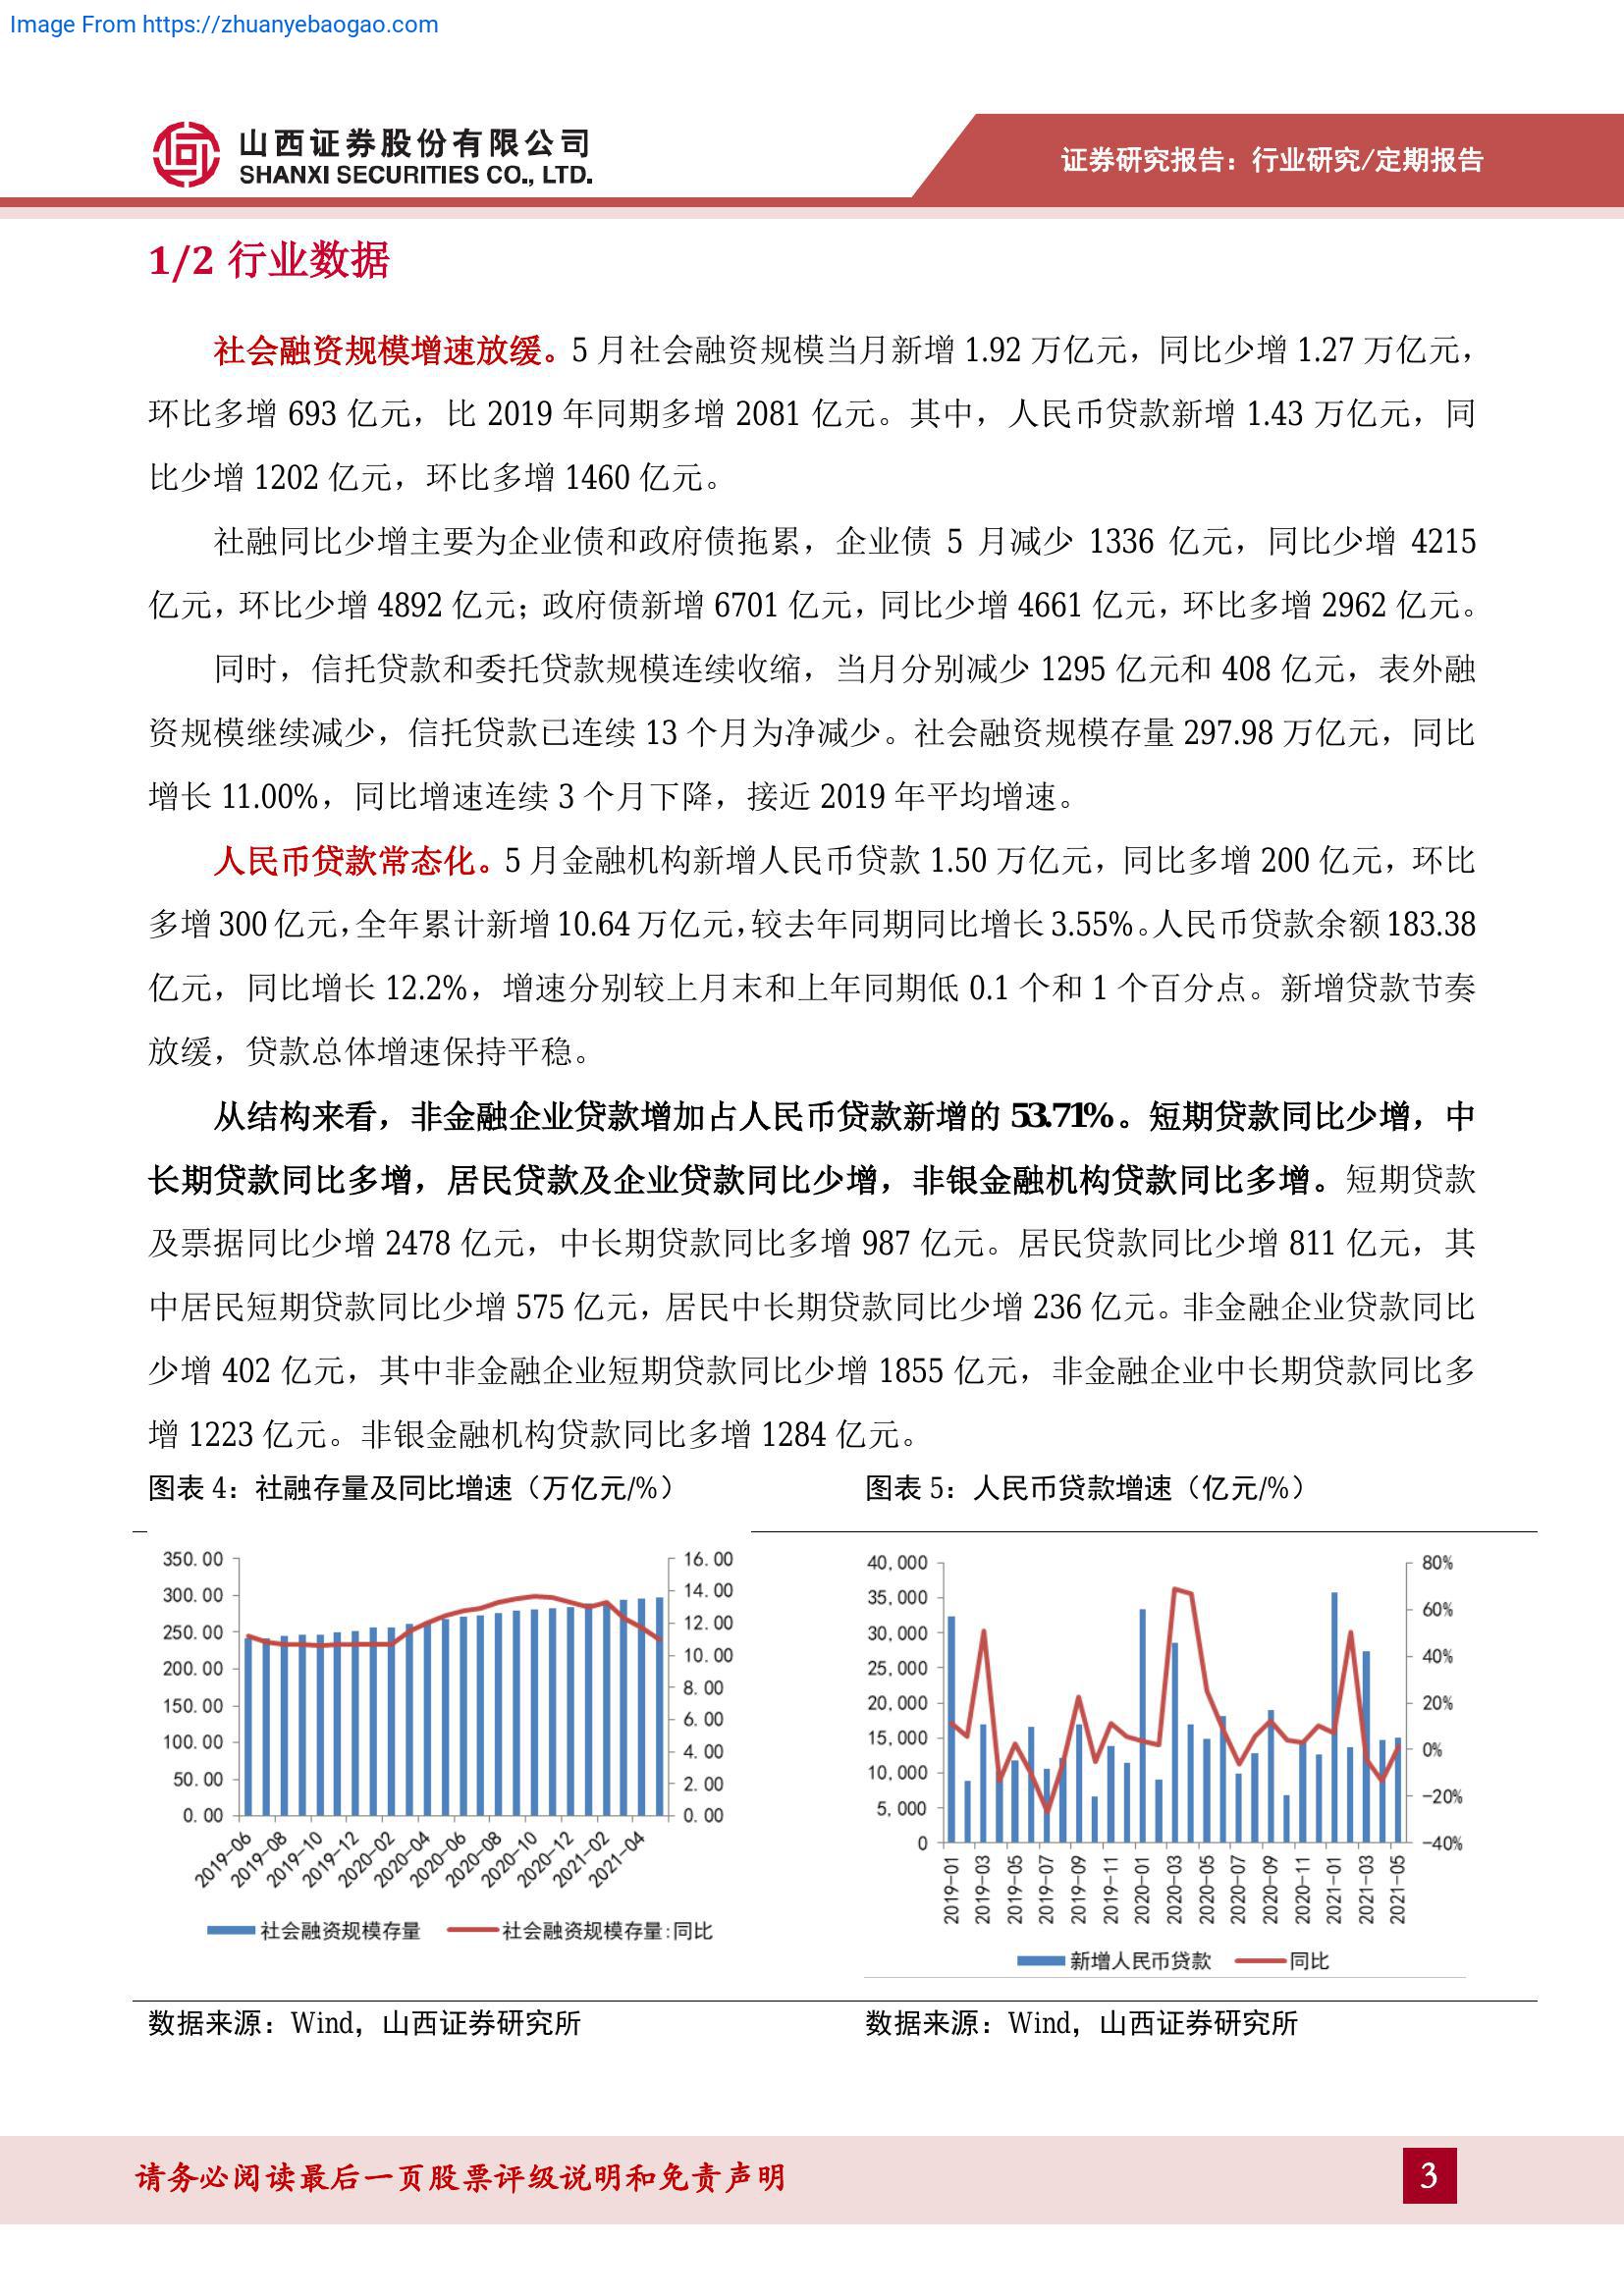 Image From https://zhuanyebaogao.com
山西证券股份有限公司
SHANXI SECURITIES CO., LTD.
证券研究报告：行业研究/定期报告
1/2 行业数据
社会融资规模增速放缓。5 月社会融资规模当月新增 1.92 万亿元，同比少增 1.27 万亿元，
环比多增 693 亿元，比 2019 年同期多增 2081 亿元。其中，人民币贷款新增 1.43 万亿元，同
比少增 1202 亿元，环比多增 1460 亿元。
社融同比少增主要为企业债和政府债拖累，企业债 5 月减少 1336 亿元，同比少增 4215
亿元，环比少增 4892 亿元；政府债新增 6701 亿元，同比少增 4661 亿元，环比多增 2962 亿元。
同时，信托贷款和委托贷款规模连续收缩，当月分别减少 1295 亿元和 408 亿元，表外融
资规模继续减少，信托贷款已连续 13 个月为净减少。社会融资规模存量 297.98 万亿元，同比
增长 11.00%，同比增速连续 3 个月下降，接近 2019 年平均增速。
人民币贷款常态化。5 月金融机构新增人民币贷款 1.50 万亿元，同比多增 200 亿元，环比
多增 300 亿元，全年累计新增 10.64 万亿元，较去年同期同比增长 3.55%。人民币贷款余额 183.38
亿元，同比增长 12.2%，增速分别较上月末和上年同期低 0.1 个和 1 个百分点。新增贷款节奏
放缓，贷款总体增速保持平稳。
从结构来看，非金融企业贷款增加占人民币贷款新增的 53.71%。短期贷款同比少增，中
长期贷款同比多增，居民贷款及企业贷款同比少增，非银金融机构贷款同比多增。短期贷款
及票据同比少增 2478 亿元，中长期贷款同比多增 987 亿元。居民贷款同比少增 811 亿元，其
中居民短期贷款同比少增 575 亿元，居民中长期贷款同比少增 236 亿元。非金融企业贷款同比
少增 402 亿元，其中非金融企业短期贷款同比少增 1855 亿元，非金融企业中长期贷款同比多
增 1223 亿元。非银金融机构贷款同比多增 1284 亿元。
图表 4：社融存量及同比增速（万亿元/%）
350.00
300.00
250.00
200.00
150.00
100.00
50.00
0.00
16.00
14.00
12.00
10.00
8.00
6.00
4.00
2.00
0.00
2019-06
2019-08
2019-10
2019-12
2020-02
2020-04
2020-06
2020-08
2020-10
2020-12
2021-02
2021-04
社会融资规模存量 社会融资规模存量:同比
图表 5：人民币贷款增速（亿元/%）
40,000
35,000
30,000
25,000
20,000
15,000
10,000
5,000
0
80%
60%
40%
20%
0%
-20%
-40%
2019-01
2019-03
2019-05
2019-07
2019-09
2019-11
2020-01
2020-03
2020-05
2020-07
2020-09
2020-11
2021-01
2021-03
2021-05
新增人民币贷款 同比
数据来源：Wind，山西证券研究所
数据来源：Wind，山西证券研究所
请务必阅读最后一页股票评级说明和免责声明
3